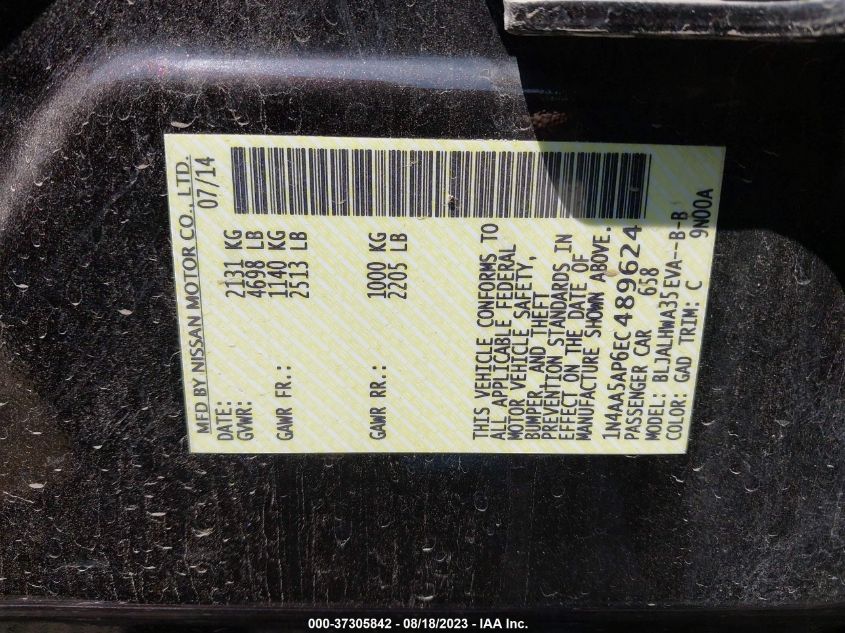 MFD BY NISSAN MOTOR CO., LTD.
DATE: 07/14
GVWR: 2131 KG
4698 LB
GAWR FR.: 1140 KG
2513 LB
GAWR RR.: 1000 KG
2205 LB
THIS VEHICLE CONFORMS TO
ALL APPLICABLE FEDERAL
MOTOR VEHICLE SAFETY,
BUMPER, AND THEFT
PREVENTION STANDARDS IN
EFFECT ON THE DATE OF
MANUFACTURE SHOWN ABOVE.
1N4AA5AP6EC489624
PASSENGER CAR 658
MODEL: BLJALHWA35EVA--B-B
COLOR: GAD TRIM: C 9N00A
000-37305842 - 08/18/2023 - IAA Inc.